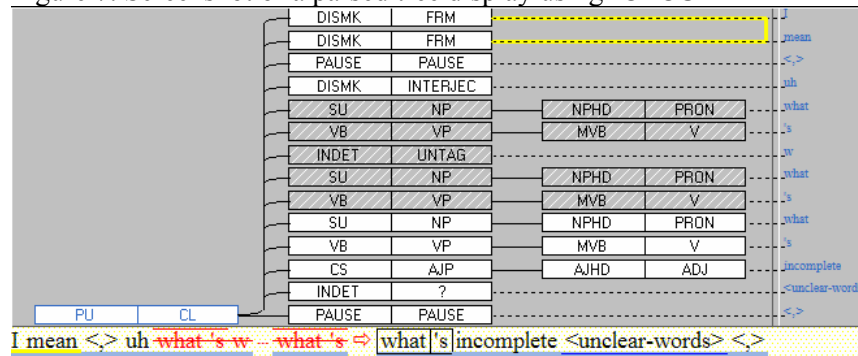 DISMK FRM I
DISMK FRM mean
PAUSE PAUSE <,>
DISMK INTERJEC uh
SU NP NPHD PRON what
VB VP MVB V 's
INDET UNTAG w
SU NP NPHD PRON what
VB VP MVB V 's
SU NP NPHD PRON what
VB VP MVB V 's
CS AJP AJHD ADJ incomplete
INDET ? <unclear-word
PU CL PAUSE PAUSE <,>
I mean <,> uh what 's w ... what 's ⇨ what 's incomplete <unclear-words> <,>